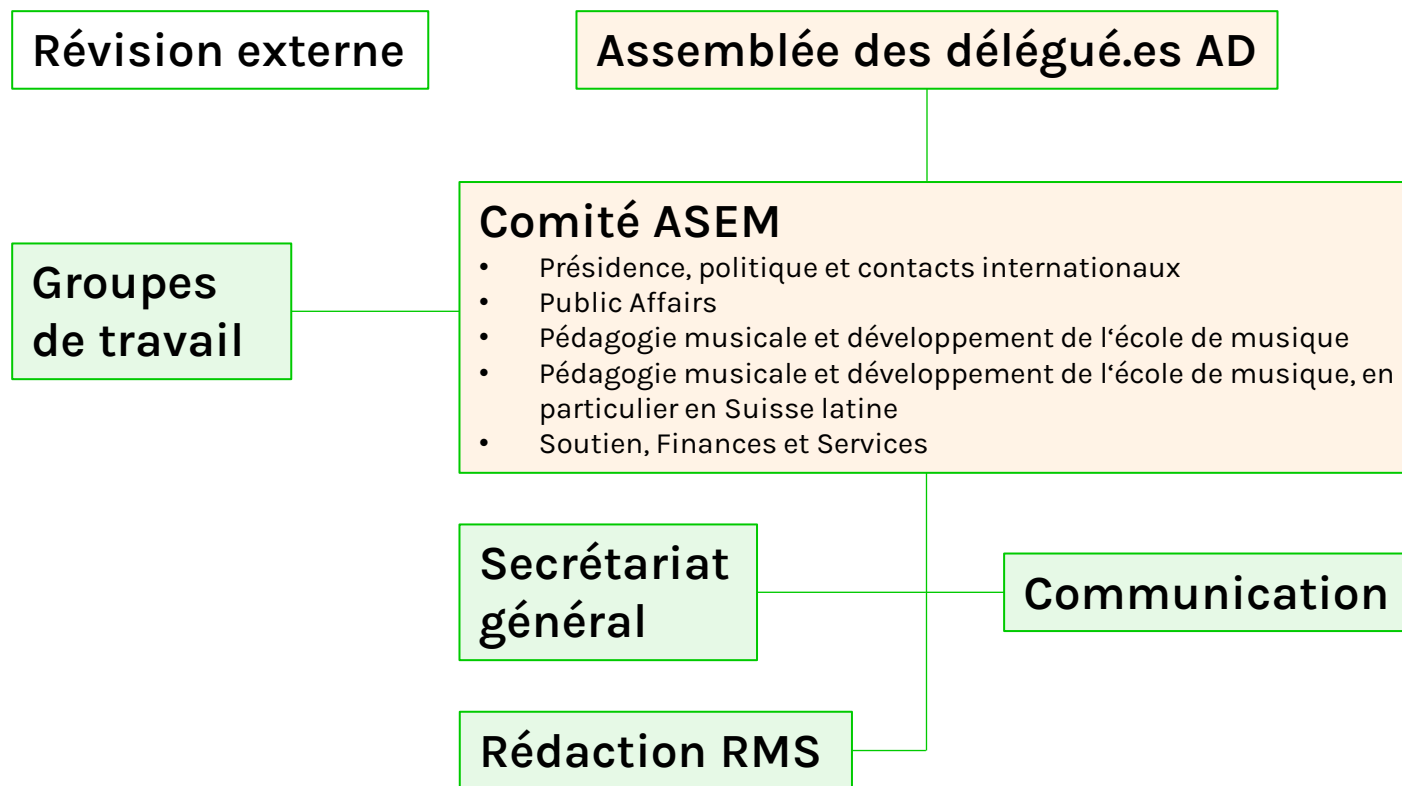 Révision externe
Assemblée des délégué.es AD
Groupes
de travail
Comité ASEM
• Présidence, politique et contacts internationaux
• Public Affairs
• Pédagogie musicale et développement de l‘école de musique
• Pédagogie musicale et développement de l‘école de musique, en
particulier en Suisse latine
• Soutien, Finances et Services
Secrétariat
général
Communication
Rédaction RMS